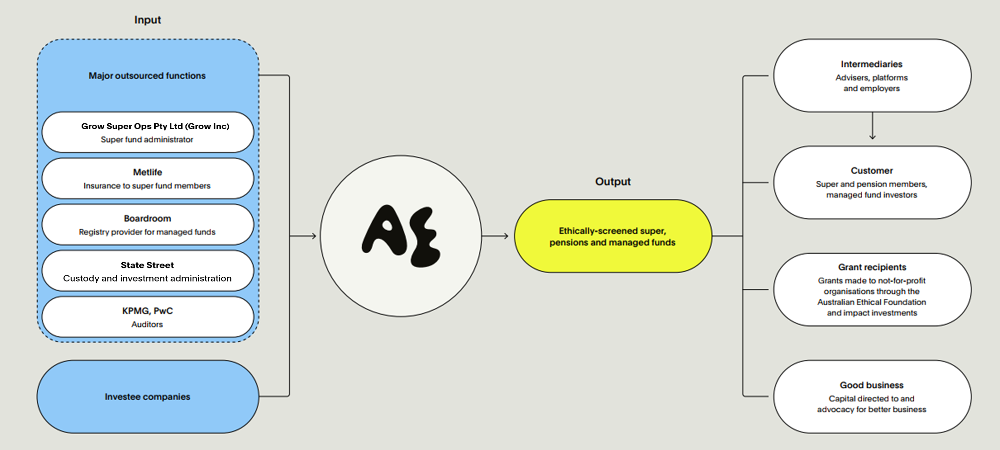 Input
Major outsourced functions
Grow Super Ops Pty Ltd (Grow Inc)
Super fund administrator
Metlife
Insurance to super fund members
Boardroom
Registry provider for managed funds
State Street
Custody and investment administration
KPMG, PwC
Auditors
Investee companies
AE
Output
Ethically-screened super,
pensions and managed funds
Intermediaries
Advisers, platforms
and employers
Customer
Super and pension members,
managed fund investors
Grant recipients
Grants made to not-for-profit
organisations through the
Australian Ethical Foundation
and impact investments
Good business
Capital directed to and
advocacy for better business